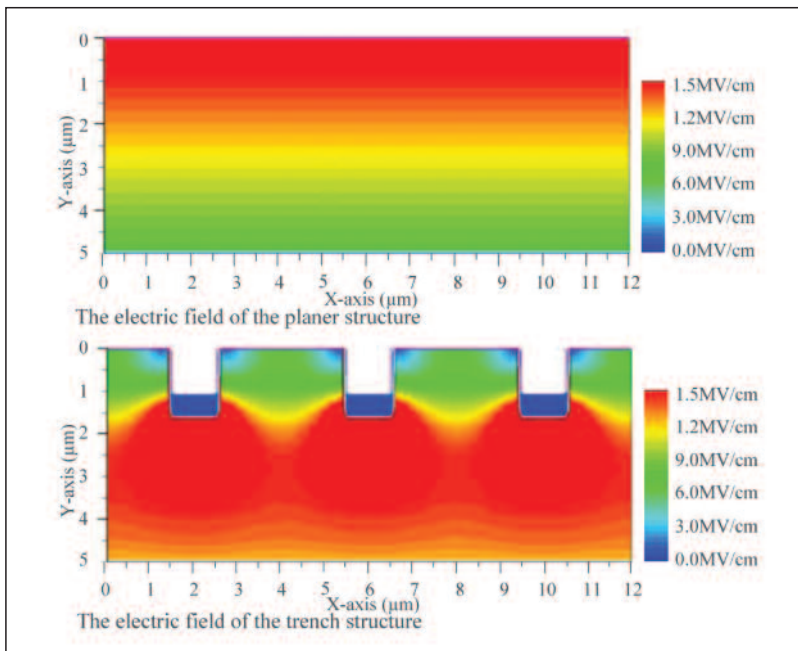 0
1
2
3
4
5
Y-axis (μm)
0 1 2 3 4 5 6 7 8 9 10 11 12
X-axis (μm)
1.5MV/cm
1.2MV/cm
9.0MV/cm
6.0MV/cm
3.0MV/cm
0.0MV/cm
The electric field of the planer structure
0
1
2
3
4
5
Y-axis (μm)
0 1 2 3 4 5 6 7 8 9 10 11 12
X-axis (μm)
1.5MV/cm
1.2MV/cm
9.0MV/cm
6.0MV/cm
3.0MV/cm
0.0MV/cm
The electric field of the trench structure